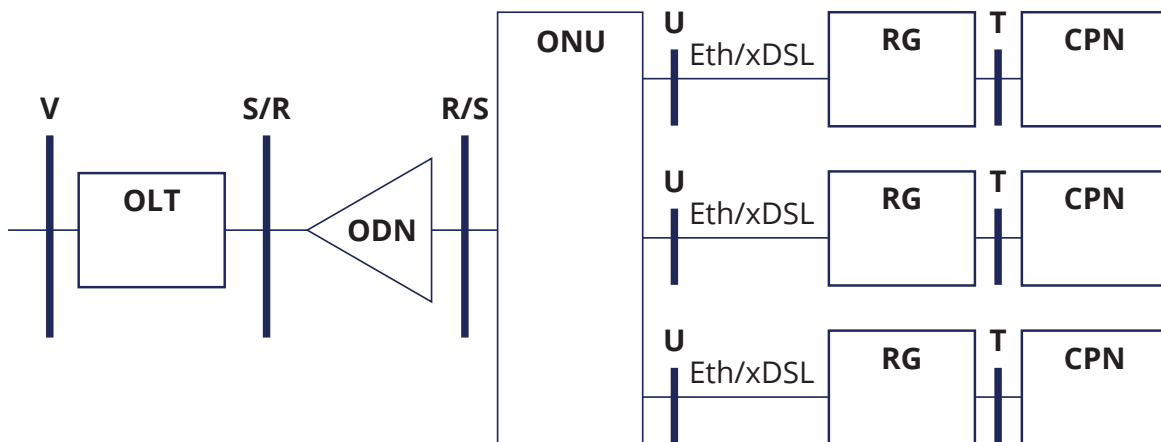 V
OLT
S/R
ODN
R/S
ONU
U
Eth/xDSL
RG
T
CPN
U
Eth/xDSL
RG
T
CPN
U
Eth/xDSL
RG
T
CPN